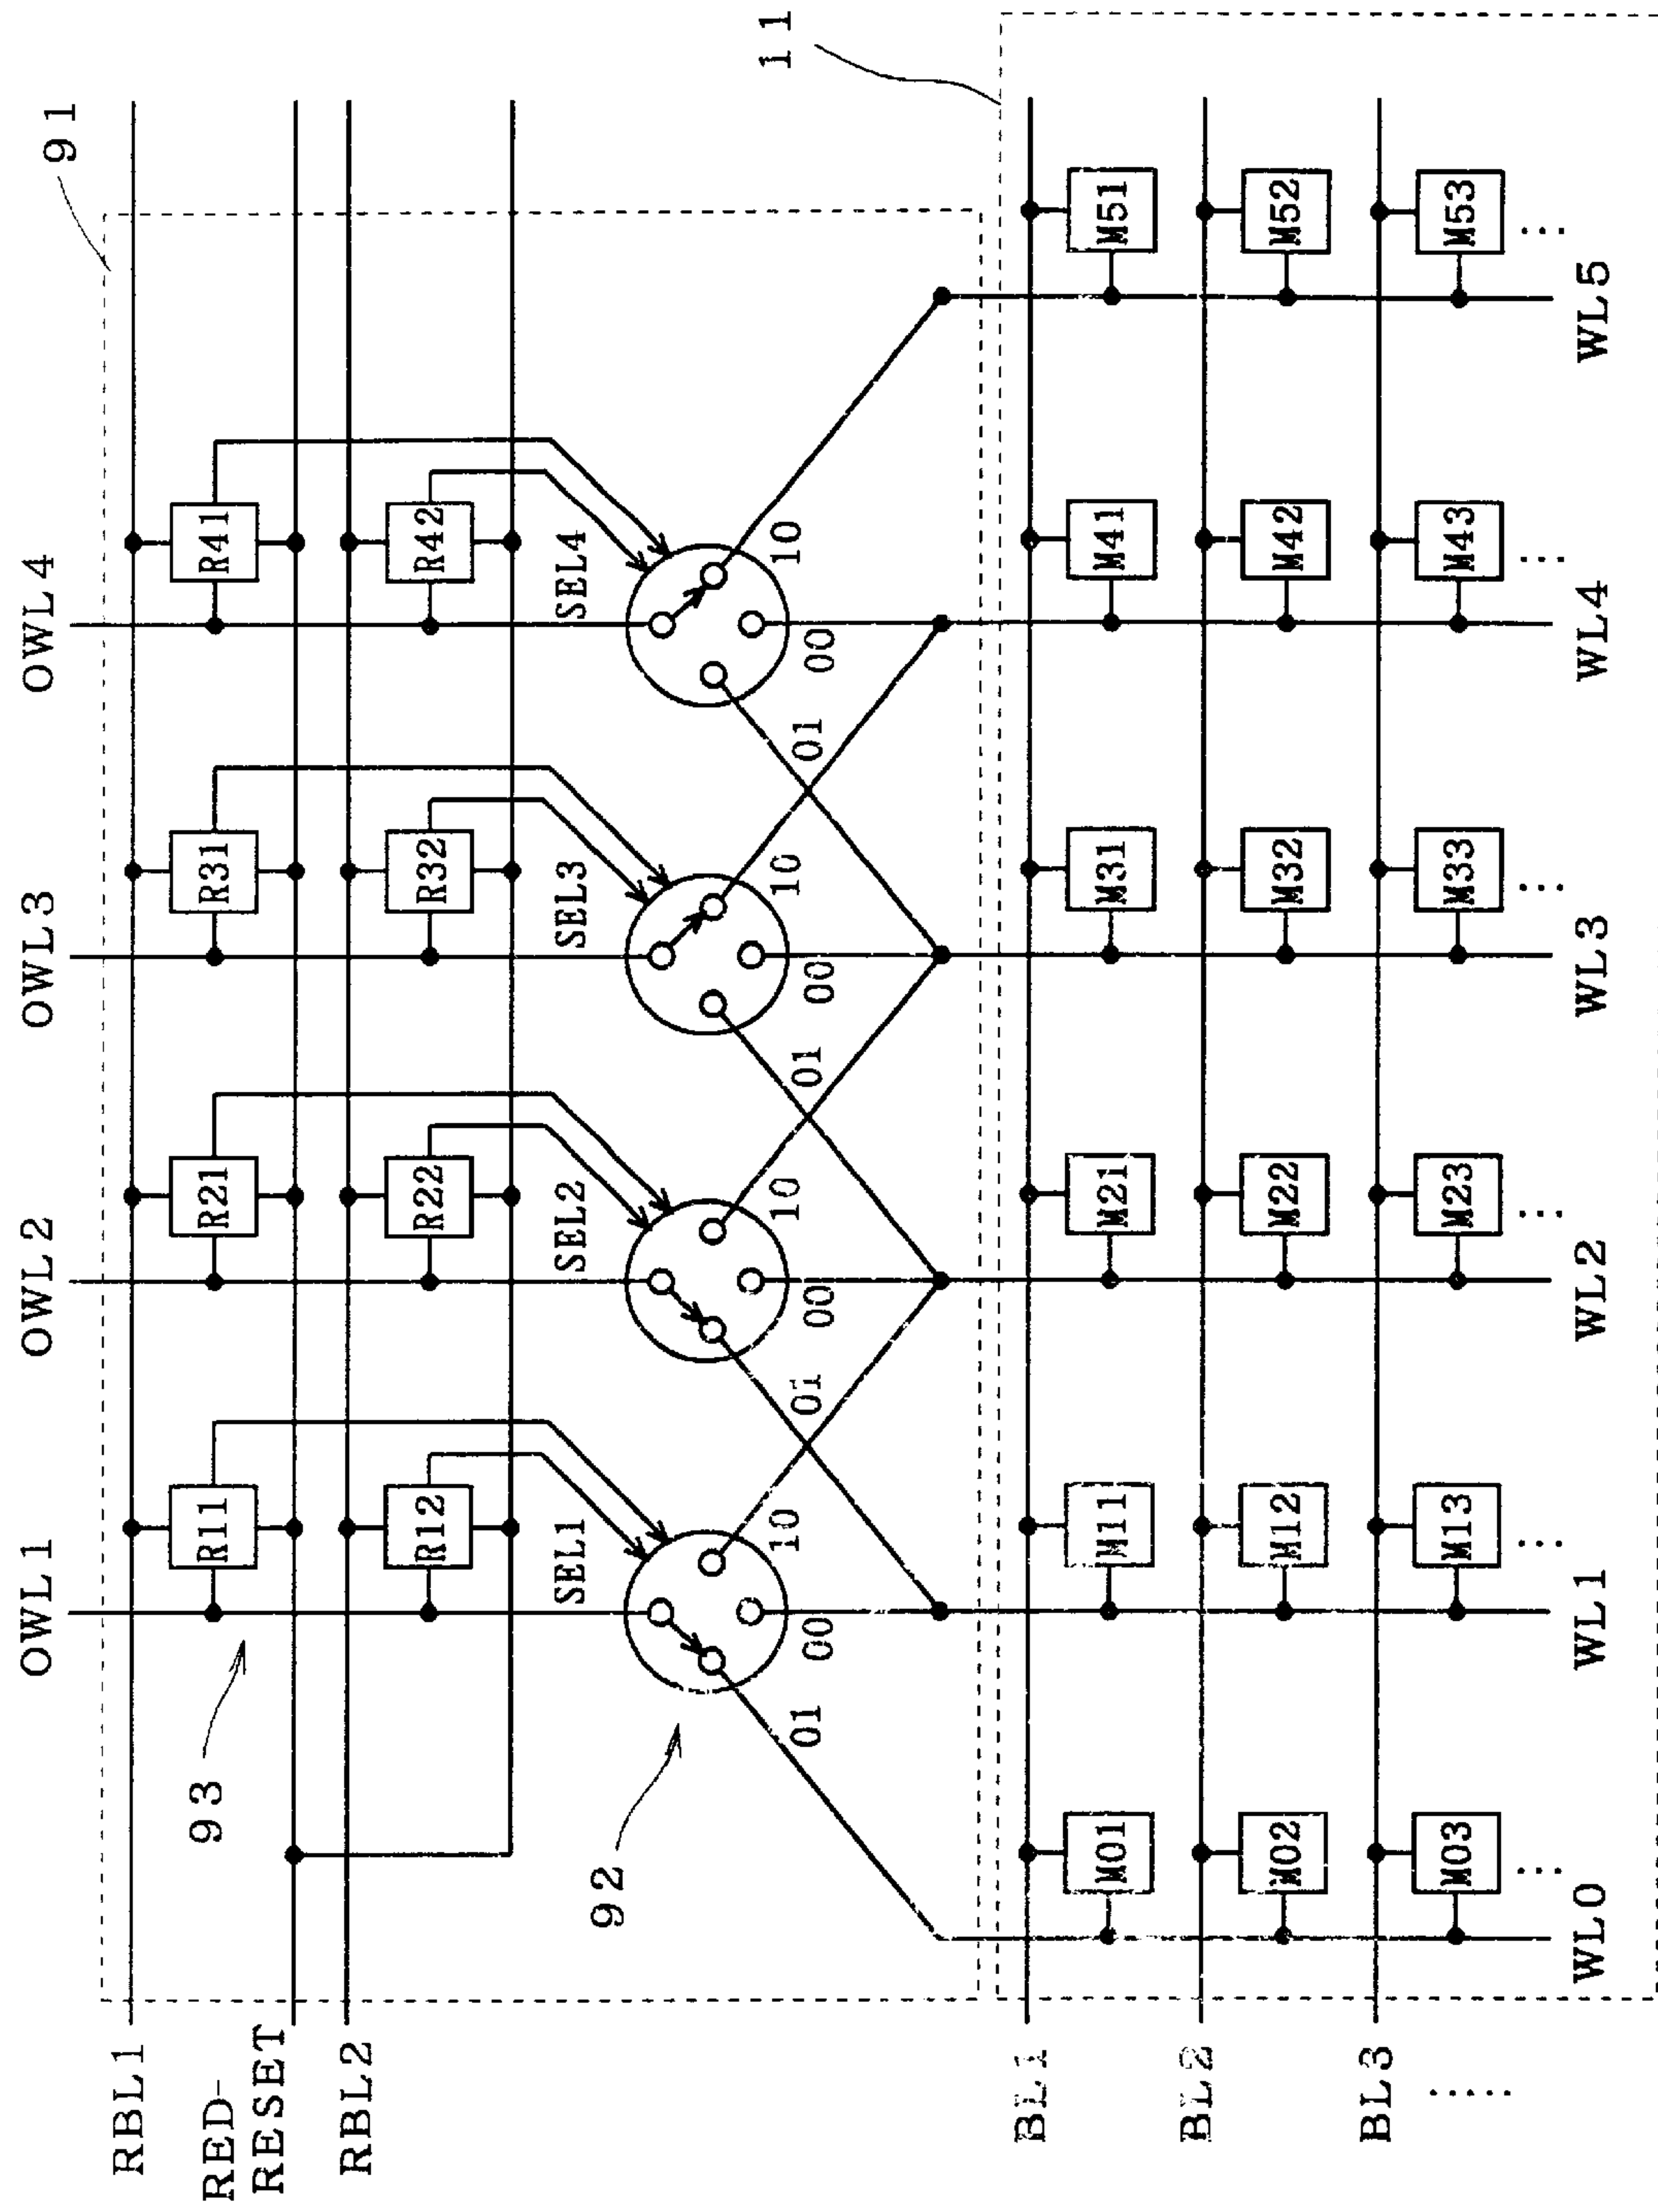 OWL1 OWL2 OWL3 OWL4
91
RBL1
93 R11 R21 R31 R41
RED-
RESET
RBL2
R12 R22 R32 R42
SEL1 SEL2 SEL3 SEL4
92
11
10 10 10 10
01 01 01 01
00 00 00 00
BL1
M01 M11 M21 M31 M41 M51
BL2
M02 M12 M22 M32 M42 M52
BL3
M03 M13 M23 M33 M43 M53
WL0 WL1 WL2 WL3 WL4 WL5